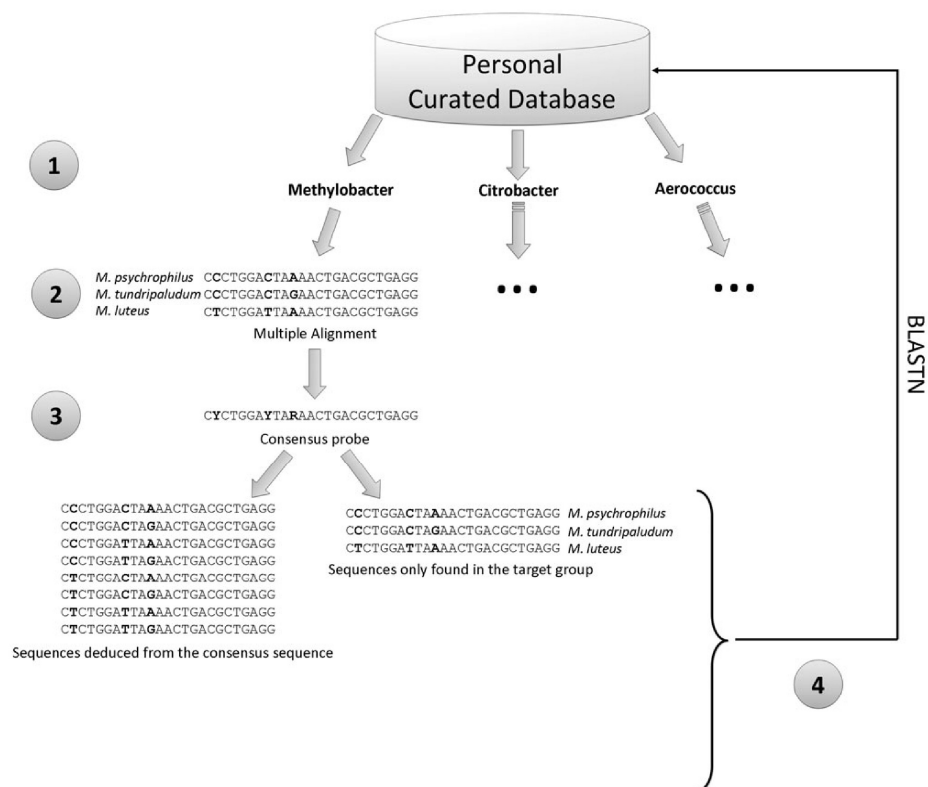 Personal
Curated Database
1
Methylobacter
Citrobacter
Aerococcus
2
M. psychrophilus CCCTGGACTAAAACTGACGCTGAGG
M. tundripaludum CCCTGGACTAGAACTGACGCTGAGG
M. luteus CTCTGGATTAAAACTGACGCTGAGG
Multiple Alignment
...
...
BLASTN
3
CYCTGGAYTARAACTGACGCTGAGG
Consensus probe
CCCTGGACTAAAACTGACGCTGAGG
CCCTGGACTAGAACTGACGCTGAGG
CCCTGGATTAAAACTGACGCTGAGG
CCCTGGATTAGAACTGACGCTGAGG
CTCTGGACTAAAACTGACGCTGAGG
CTCTGGACTAGAACTGACGCTGAGG
CTCTGGATTAAAACTGACGCTGAGG
CTCTGGATTAGAACTGACGCTGAGG
Sequences deduced from the consensus sequence
CCCTGGACTAAAACTGACGCTGAGG M. psychrophilus
CCCTGGACTAGAACTGACGCTGAGG M. tundripaludum
CTCTGGATTAAAACTGACGCTGAGG M. luteus
Sequences only found in the target group
4